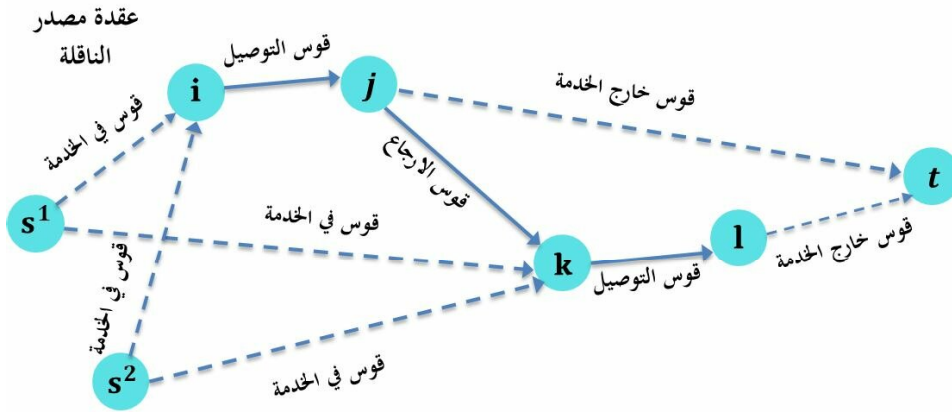 عقدة مصدر
الناقلة
قوس التوصيل
i
j
قوس خارج الخدمة
قوس في الخدمة
قوس الارجاع
t
s1
قوس في الخدمة
l
قوس خارج الخدمة
k
قوس التوصيل
قوس في الخدمة
s2
قوس في الخدمة